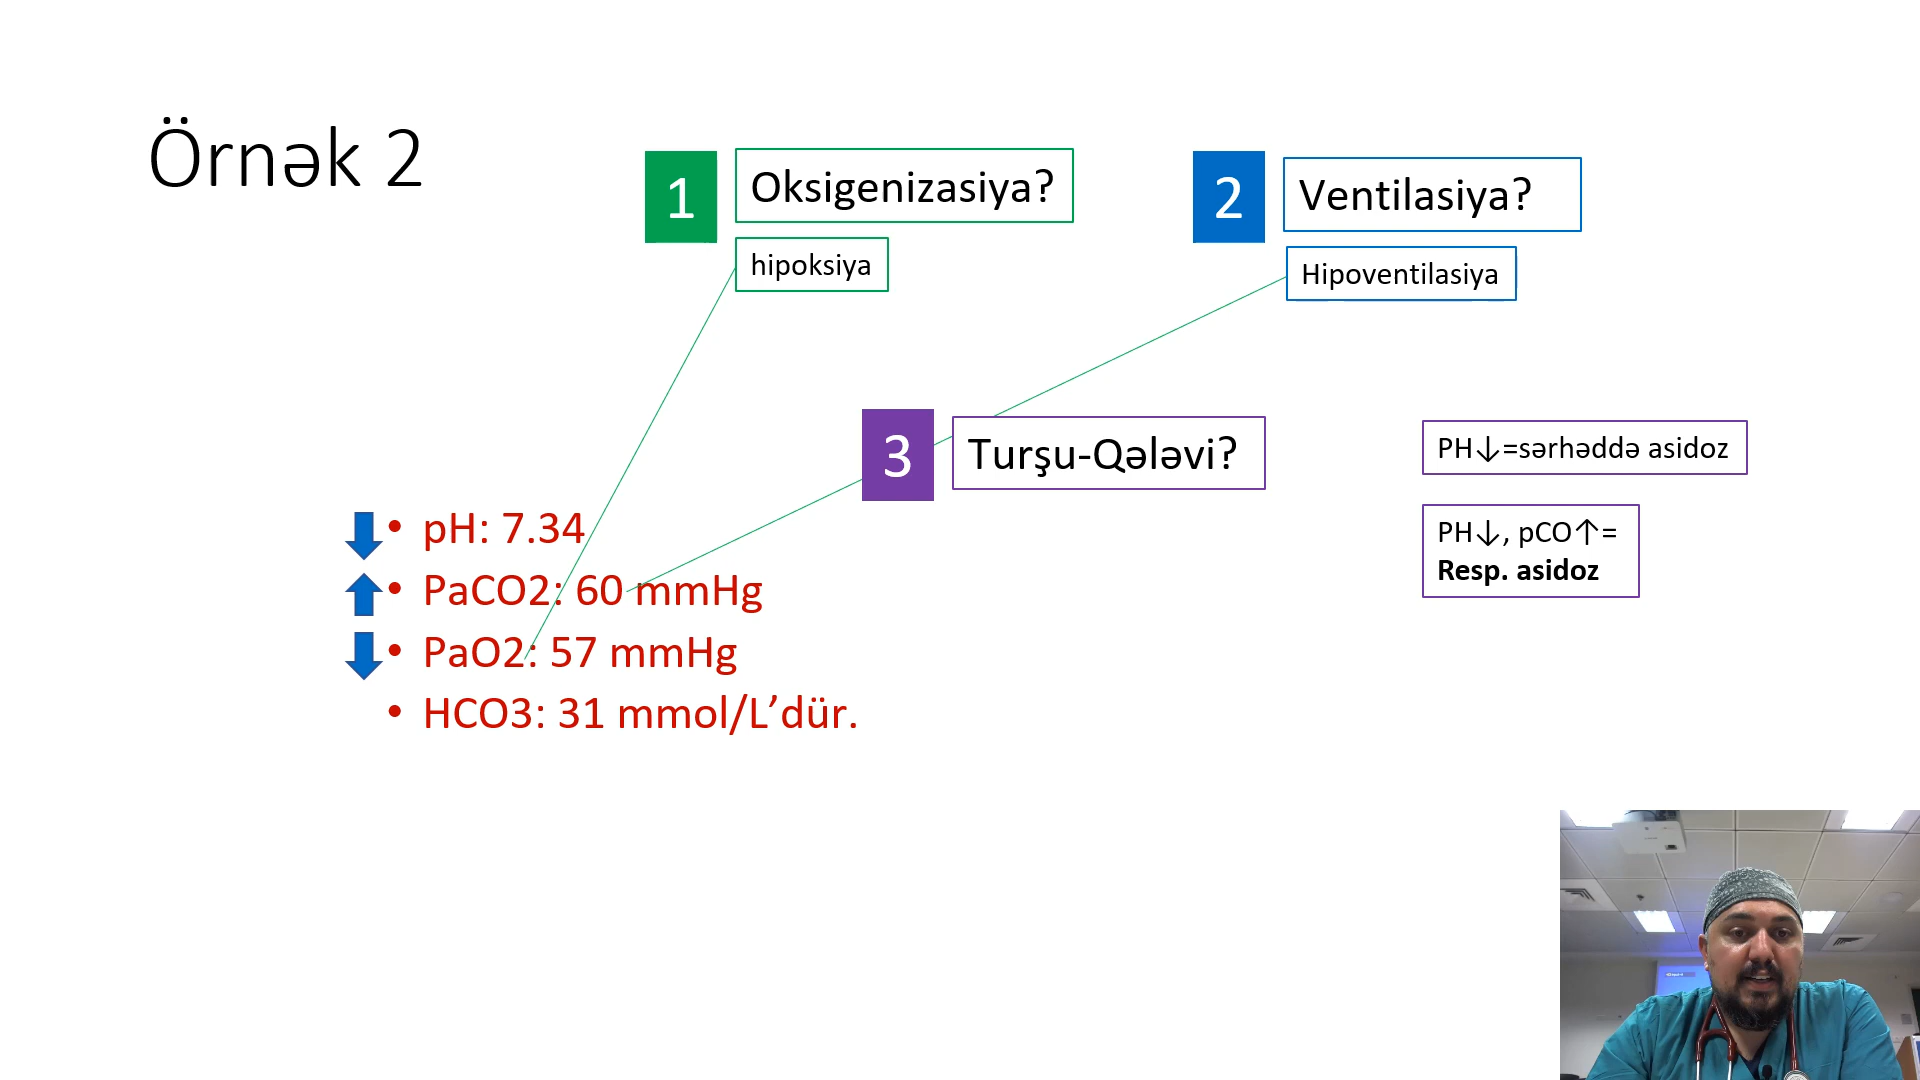 Örnək 2
1
Oksigenizasiya?
hipoksiya
2
Ventilasiya?
Hipoventilasiya
3
Turşu-Qələvi?
PH↓=sərhəddə asidoz
PH↓, pCO↑=
Resp. asidoz
• pH: 7.34
• PaCO2: 60 mmHg
• PaO2: 57 mmHg
• HCO3: 31 mmol/L’dür.